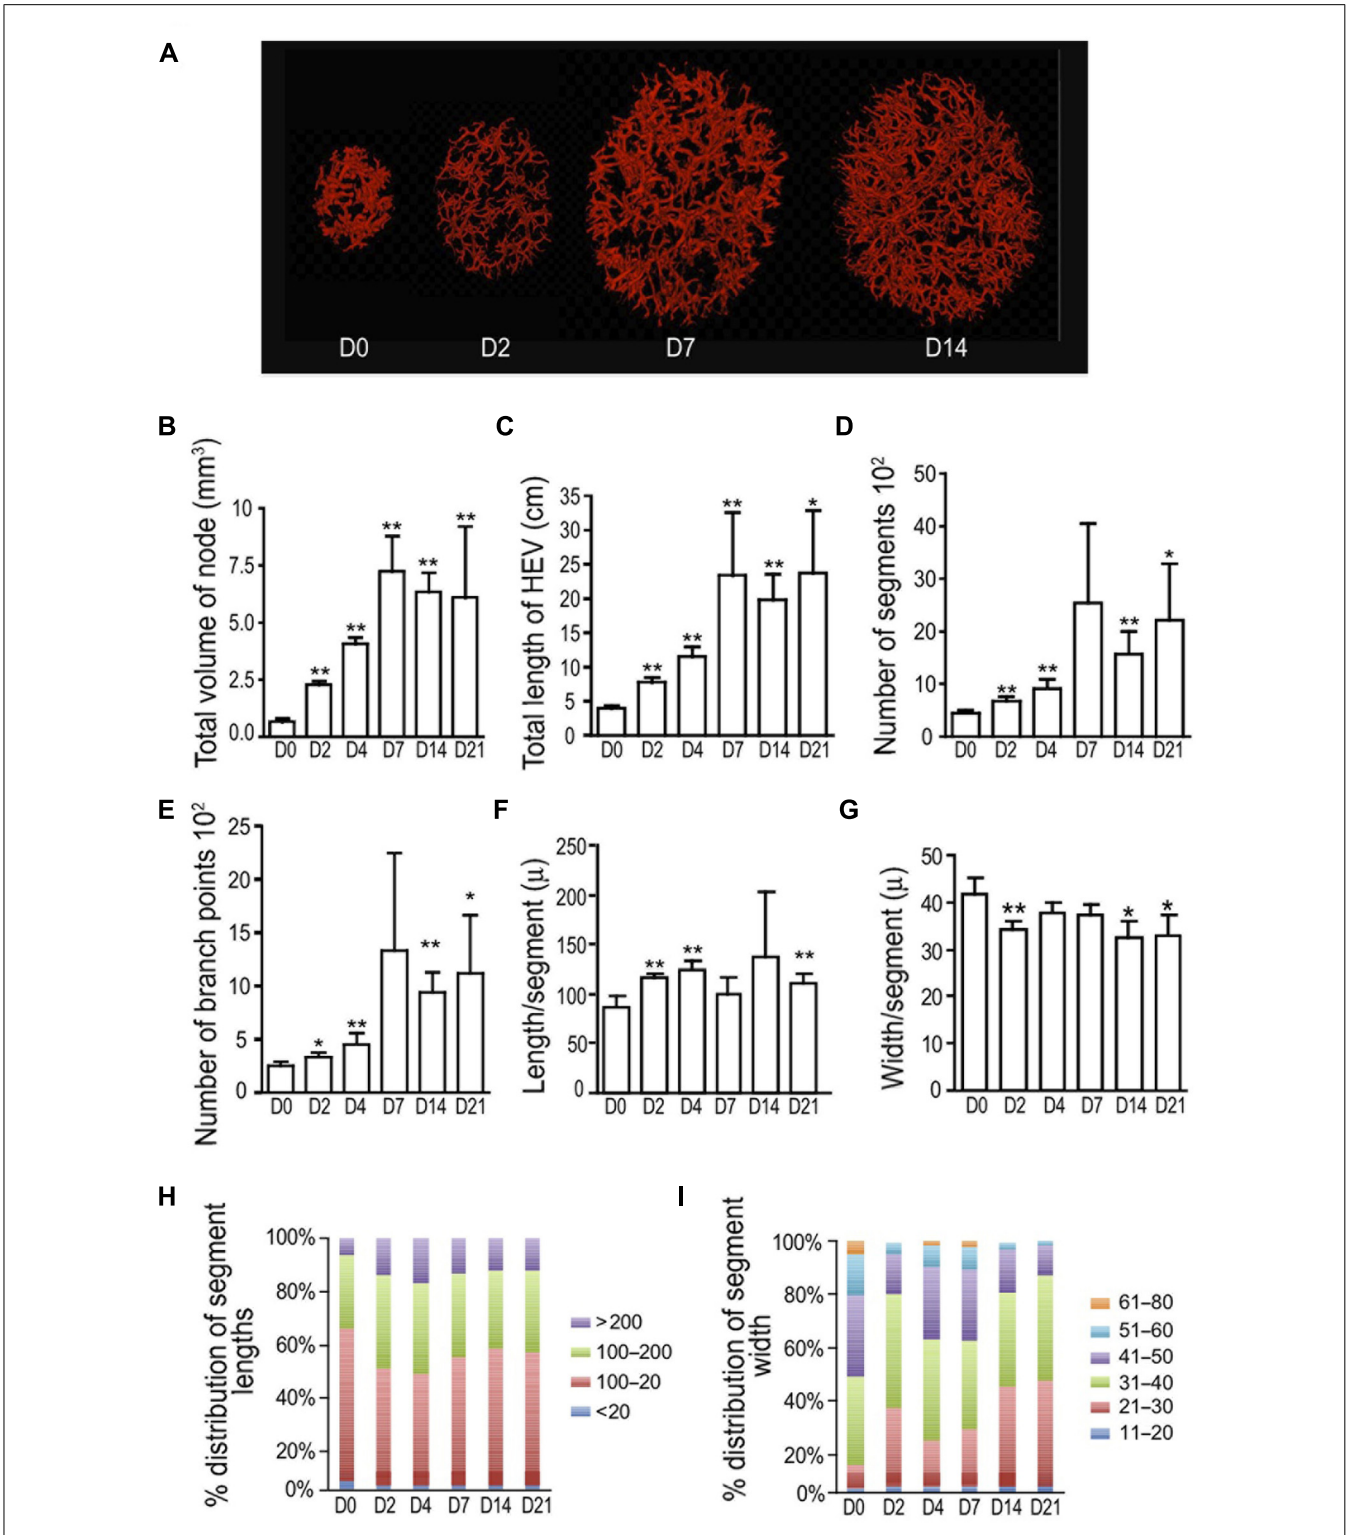 A
D0 D2 D7 D14
B
Total volume of node (mm³)
10
7.5
5.0
2.5
0.0
** ** ** ** **
D0 D2 D4 D7 D14 D21
C
Total length of HEV (cm)
35
30
25
20
15
10
5
0
** ** ** ** *
D0 D2 D4 D7 D14 D21
D
Number of segments 10²
50
40
30
20
10
0
** ** ** *
D0 D2 D4 D7 D14 D21
E
Number of branch points 10²
25
20
15
10
5
0
* ** ** *
D0 D2 D4 D7 D14 D21
F
Length/segment (µ)
250
200
150
100
50
0
** ** **
D0 D2 D4 D7 D14 D21
G
Width/segment (µ)
50
40
30
20
10
0
** * *
D0 D2 D4 D7 D14 D21
H
% distribution of segment
lengths
100%
80%
60%
40%
20%
0%
D0 D2 D4 D7 D14 D21
>200
100–200
100–20
<20
I
% distribution of segment
width
100%
80%
60%
40%
20%
0%
D0 D2 D4 D7 D14 D21
61–80
51–60
41–50
31–40
21–30
11–20